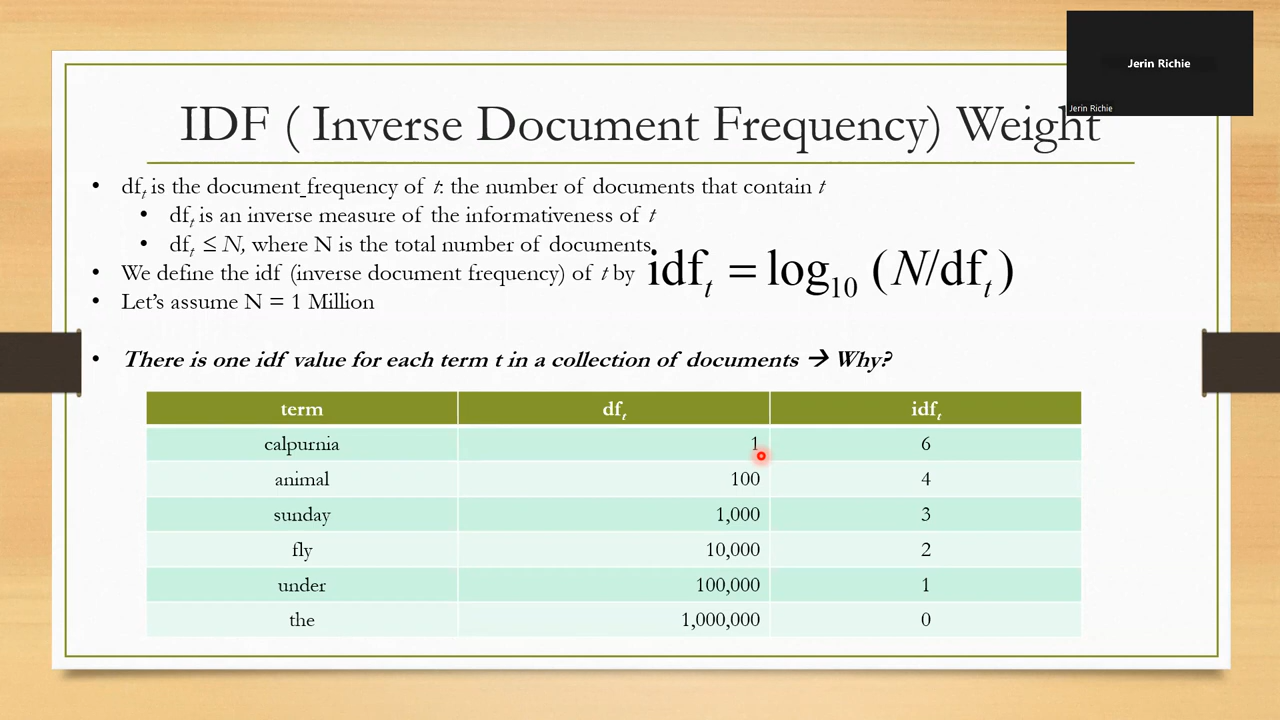 Jerin Richie
Jerin Richie
IDF ( Inverse Document Frequency) Weight
• dft is the document frequency of t: the number of documents that contain t
• dft is an inverse measure of the informativeness of t
• dft ≤ N, where N is the total number of documents.
• We define the idf (inverse document frequency) of t by
idft = log10 (N/dft)
• Let’s assume N = 1 Million
• There is one idf value for each term t in a collection of documents → Why?
term dft idft
calpurnia 1 6
animal 100 4
sunday 1,000 3
fly 10,000 2
under 100,000 1
the 1,000,000 0